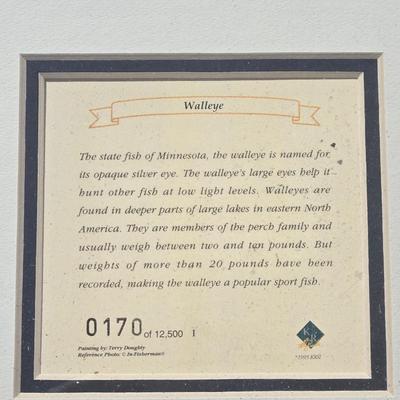 Walleye
The state fish of Minnesota, the walleye is named for
its opaque silver eye. The walleye's large eyes help it
hunt other fish at low light levels. Walleyes are
found in deeper parts of large lakes in eastern North
America. They are members of the perch family and
usually weigh between two and ten pounds. But
weights of more than 20 pounds have been
recorded, making the walleye a popular sport fish.
0170 of 12,500 1
Painting by: Terry Doughty
Reference Photo: © In-Fisherman®